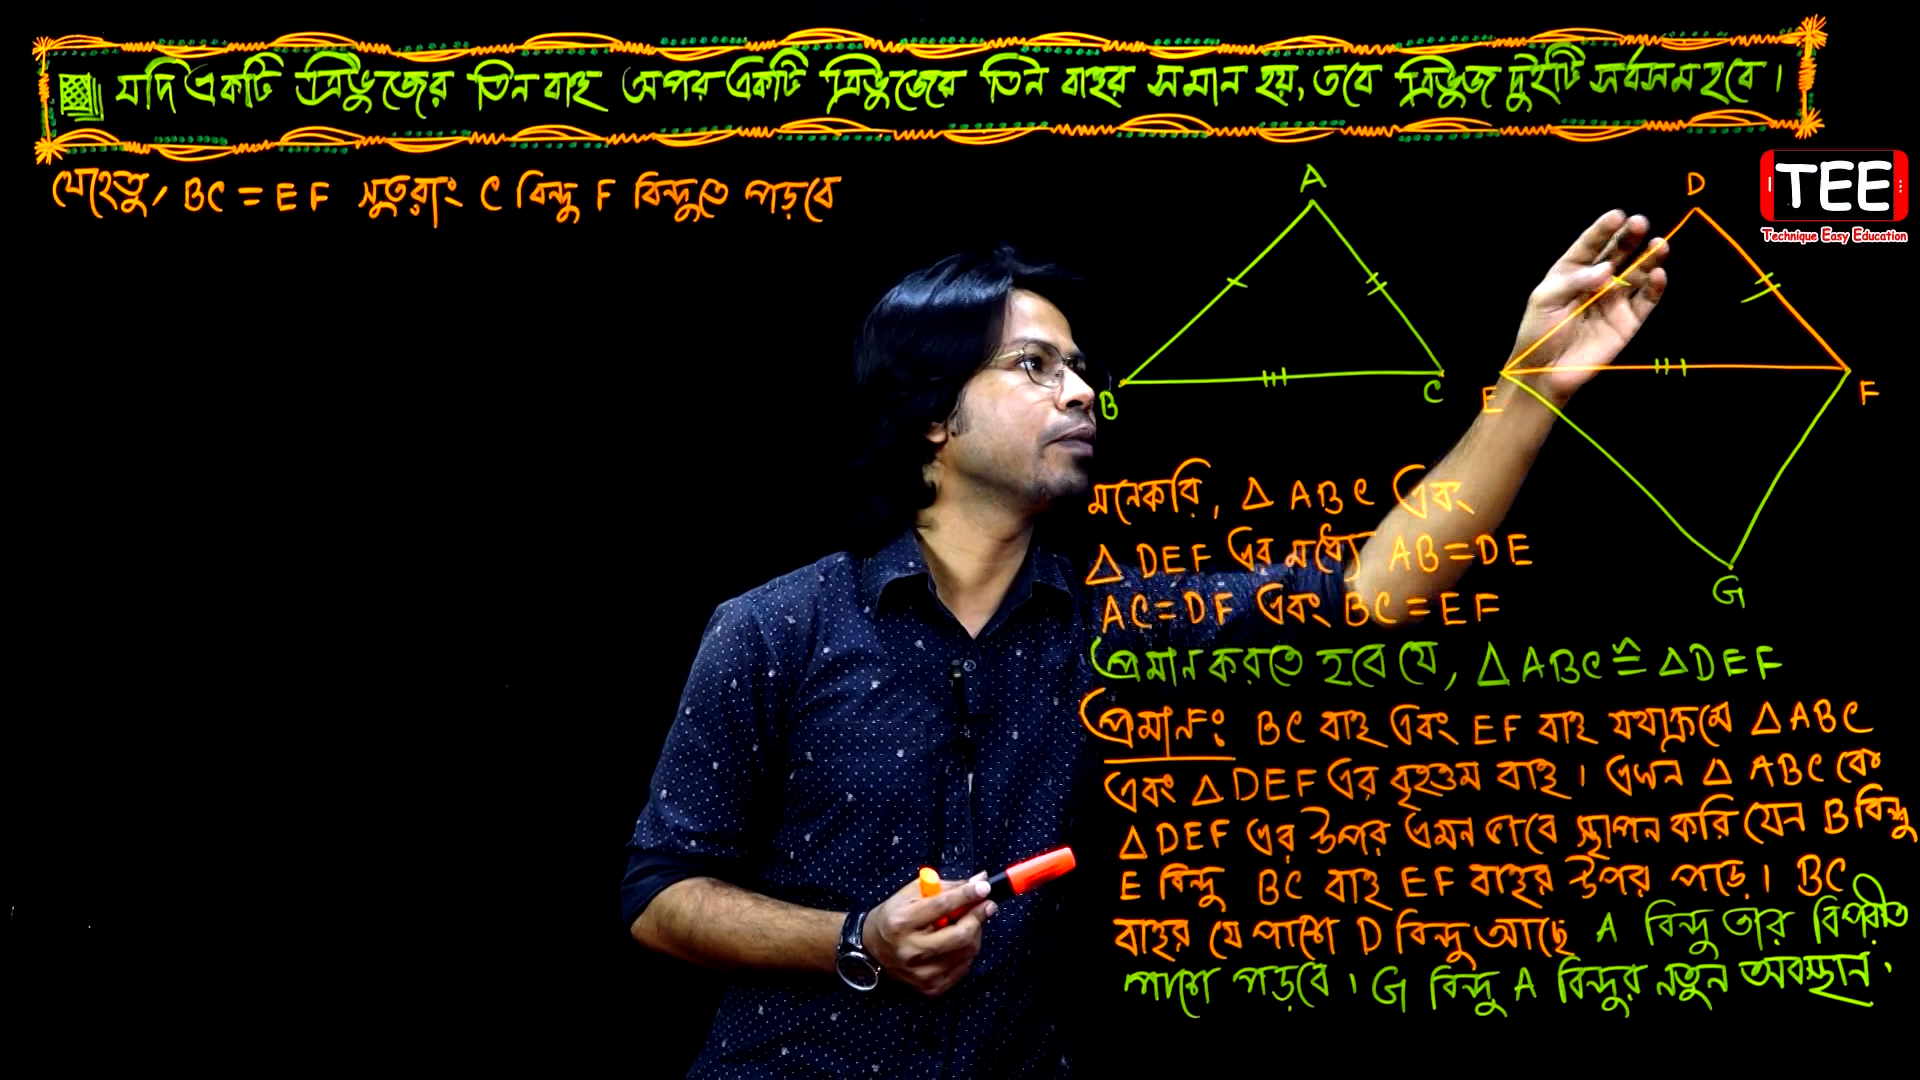 যদি একটি ত্রিভুজের তিন বাহু অপর একটি ত্রিভুজের তিন বাহুর সমান হয়, তবে ত্রিভুজ দুইটি সর্বসম হবে।
যেহেতু, BC = EF সুতরাং C বিন্দু F বিন্দুতে পড়বে
A
B
C
D
E
F
G
TEE
Technique Easy Education
মনেকরি, Δ ABC এবং
Δ DEF এর মধ্যে AB = DE
AC = DF এবং BC = EF
প্রমান করতে হবে যে, Δ ABC ≅ Δ DEF
প্রমান: BC বাহু এবং EF বাহু যথাক্রমে Δ ABC
এবং Δ DEF এর বৃহত্তম বাহু। এখন Δ ABC কে
Δ DEF এর উপর এমন ভাবে স্থাপন করি যেন B বিন্দু
E বিন্দু BC বাহু EF বাহুর উপর পড়ে। BC
বাহুর যে পাশে D বিন্দু আছে A বিন্দু তার বিপরীত
পাশে পড়বে। G বিন্দু A বিন্দুর নতুন অবস্থান।